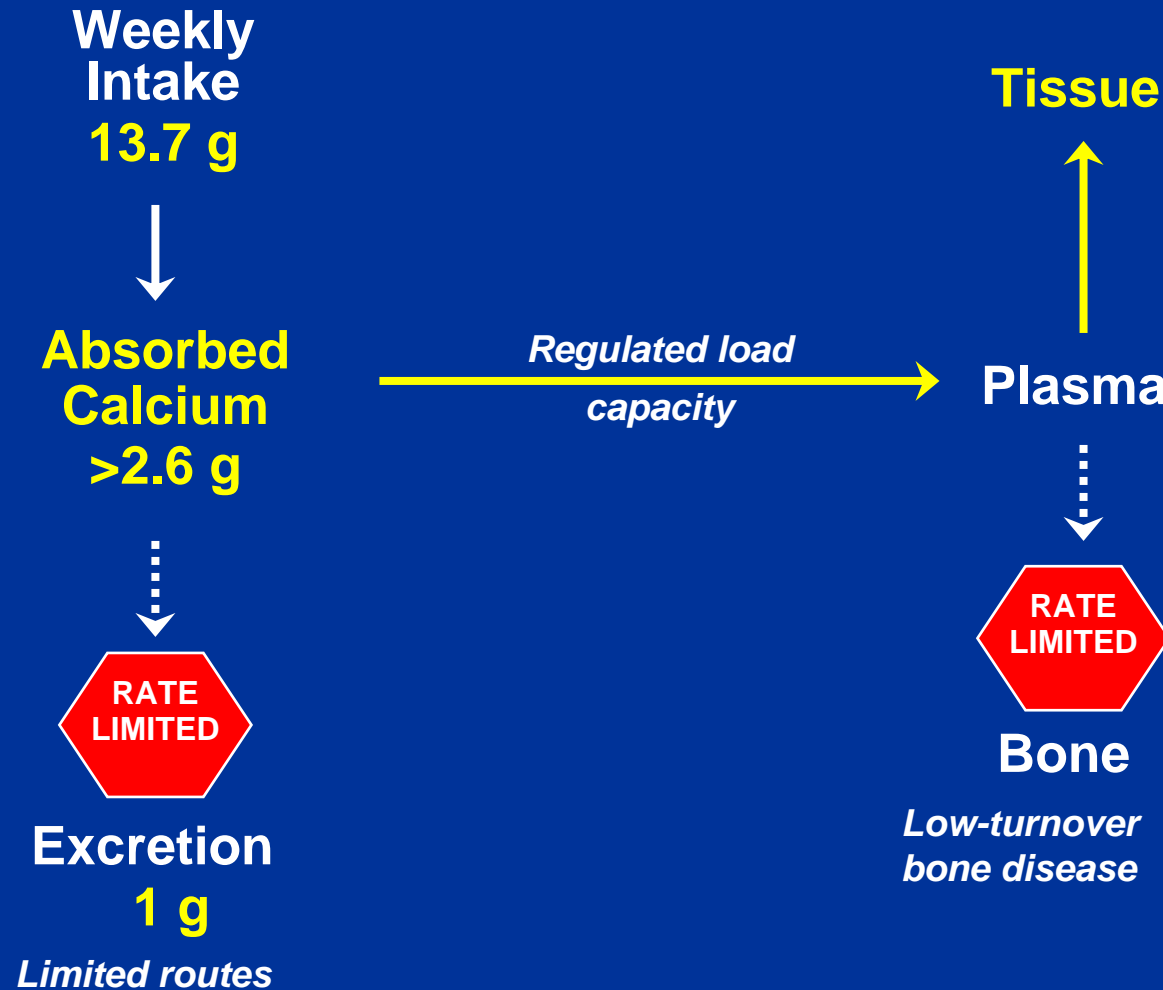 Weekly
Intake
13.7 g
Absorbed
Calcium
>2.6 g
RATE
LIMITED
Excretion
1 g
Limited routes
Regulated load
capacity
Tissue
Plasma
RATE
LIMITED
Bone
Low-turnover
bone disease